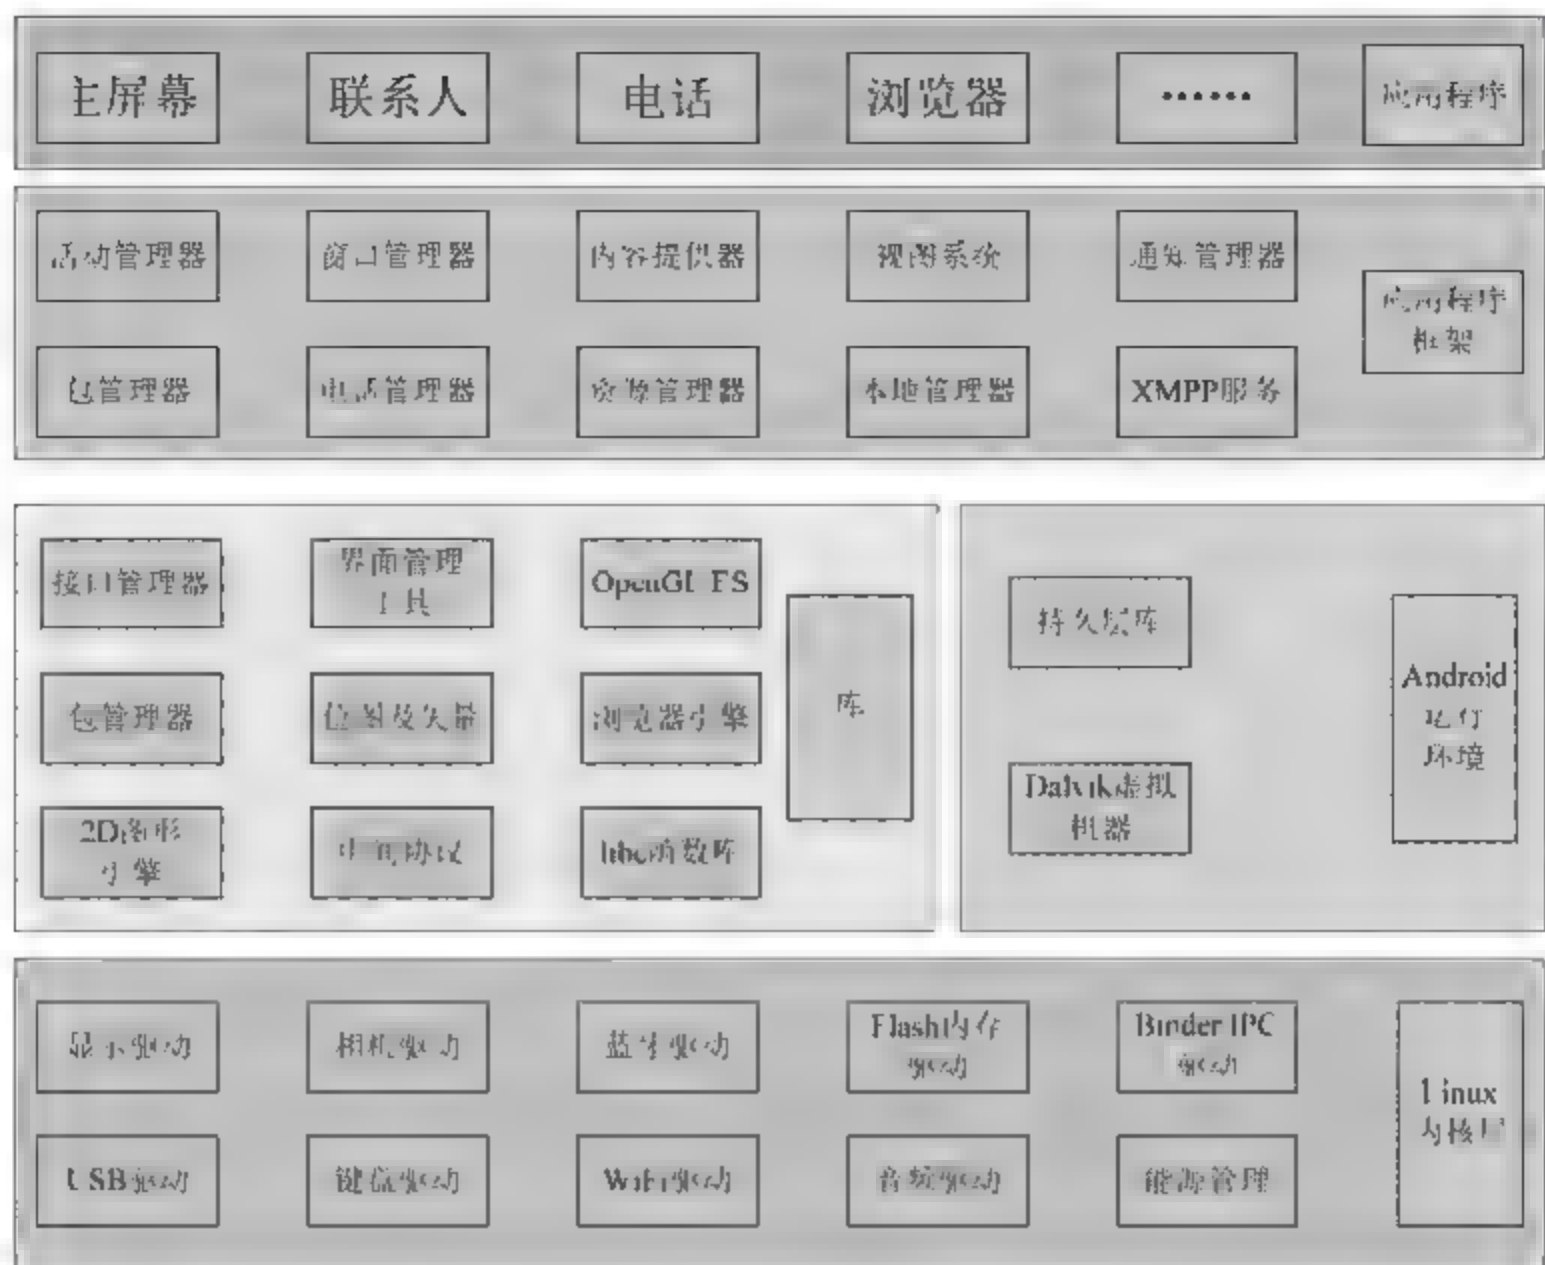 主屏幕
联系人
电话
浏览器
......
应用程序
活动管理器
窗口管理器
内容提供器
视图系统
通知管理器
应用程序
框架
包管理器
电话管理器
资源管理器
本地管理器
XMPP服务
接口管理器
界面管理
工具
OpenGL ES
库
持久层库
Android
运行
环境
包管理器
位图及矢量
浏览器引擎
Dalvik虚拟
机器
2D图形
引擎
中间协议
libc函数库
显示驱动
相机驱动
蓝牙驱动
Flash内存
驱动
Binder IPC
驱动
Linux
内核层
USB驱动
键盘驱动
WiFi驱动
音频驱动
能源管理